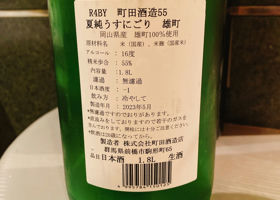 R4BY 町田酒造55
夏純うすにごり 雄町
岡山県産 雄町100%使用
原材料名 米(国産)、米麹(国産米)
アルコール 16度
精米歩合 55%
内容量 1.8L
濾過 無濾過
日本酒度 -1
飲み方 冷やして
製造年月 2023年5月
製造者 株式会社町田酒造店
群馬県前橋市駒形町65
品目 日本酒 1.8L 生酒